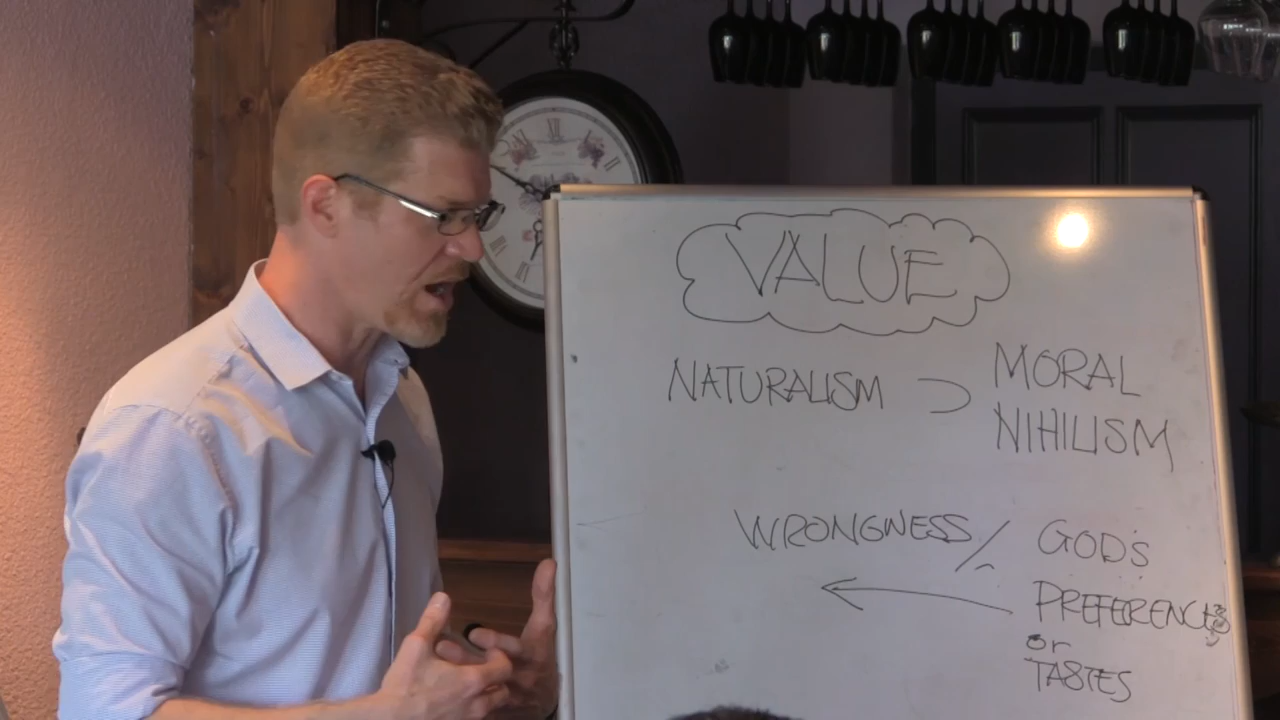 VALUE
NATURALISM ⊃ MORAL
NIHILISM
WRONGNESS / GOD'S
PREFERENCES
or
TASTES